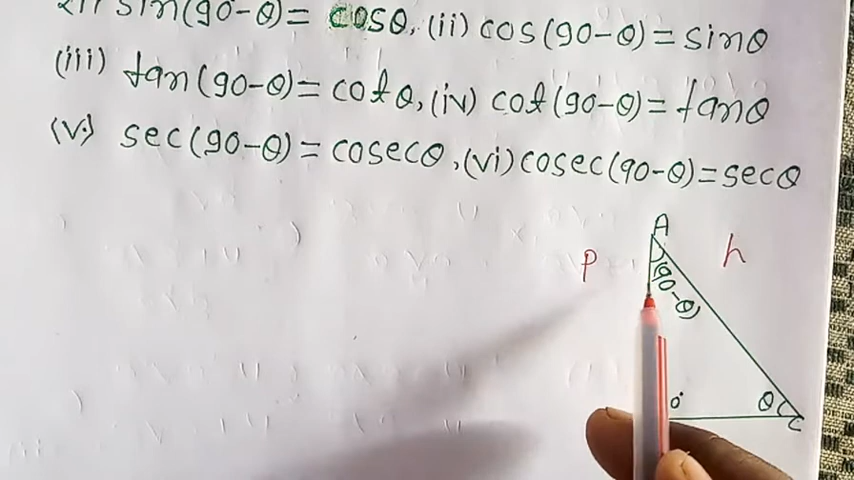 sin(90-θ)= cosθ, (ii) cos(90-θ)=sinθ
(iii) tan(90-θ)=cotθ, (iv) cot(90-θ)=tanθ
(v) sec(90-θ)=cosecθ, (vi) cosec(90-θ)=secθ
A
p
h
(90-θ)
0°
θ
C